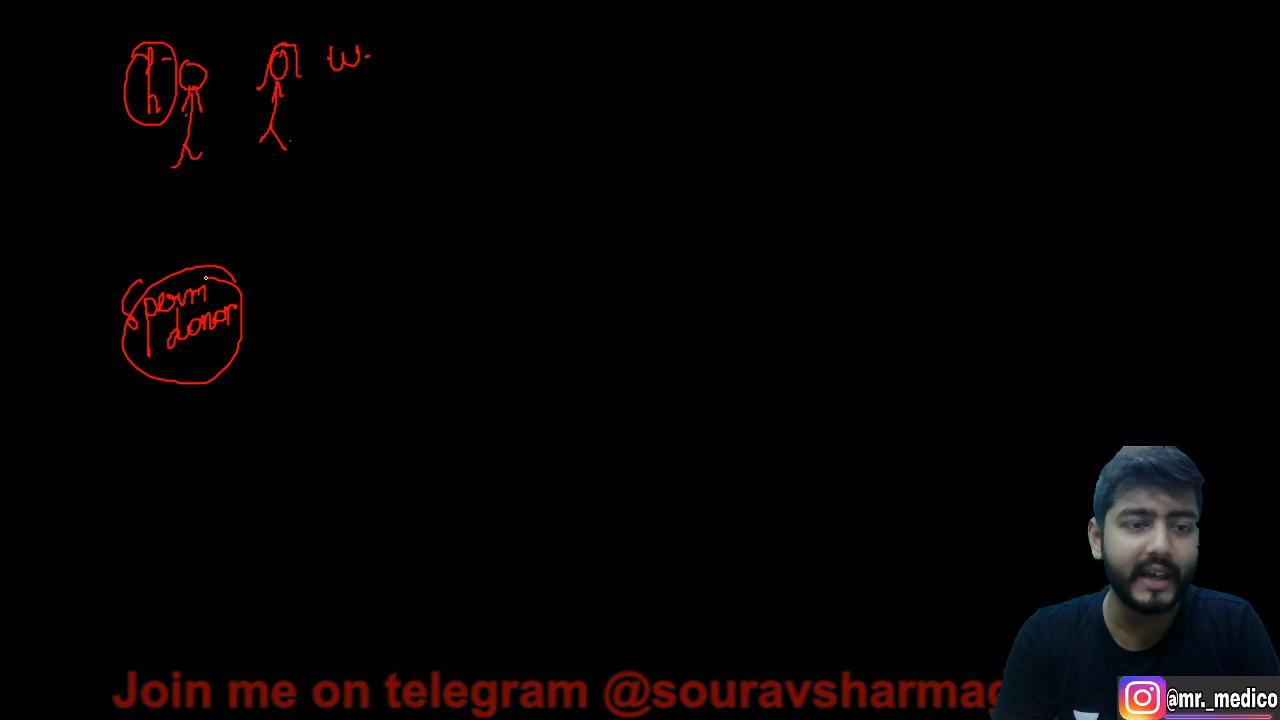 h
W.
Sperm
donor
Join me on telegram @souravsharmag
@mr._medico